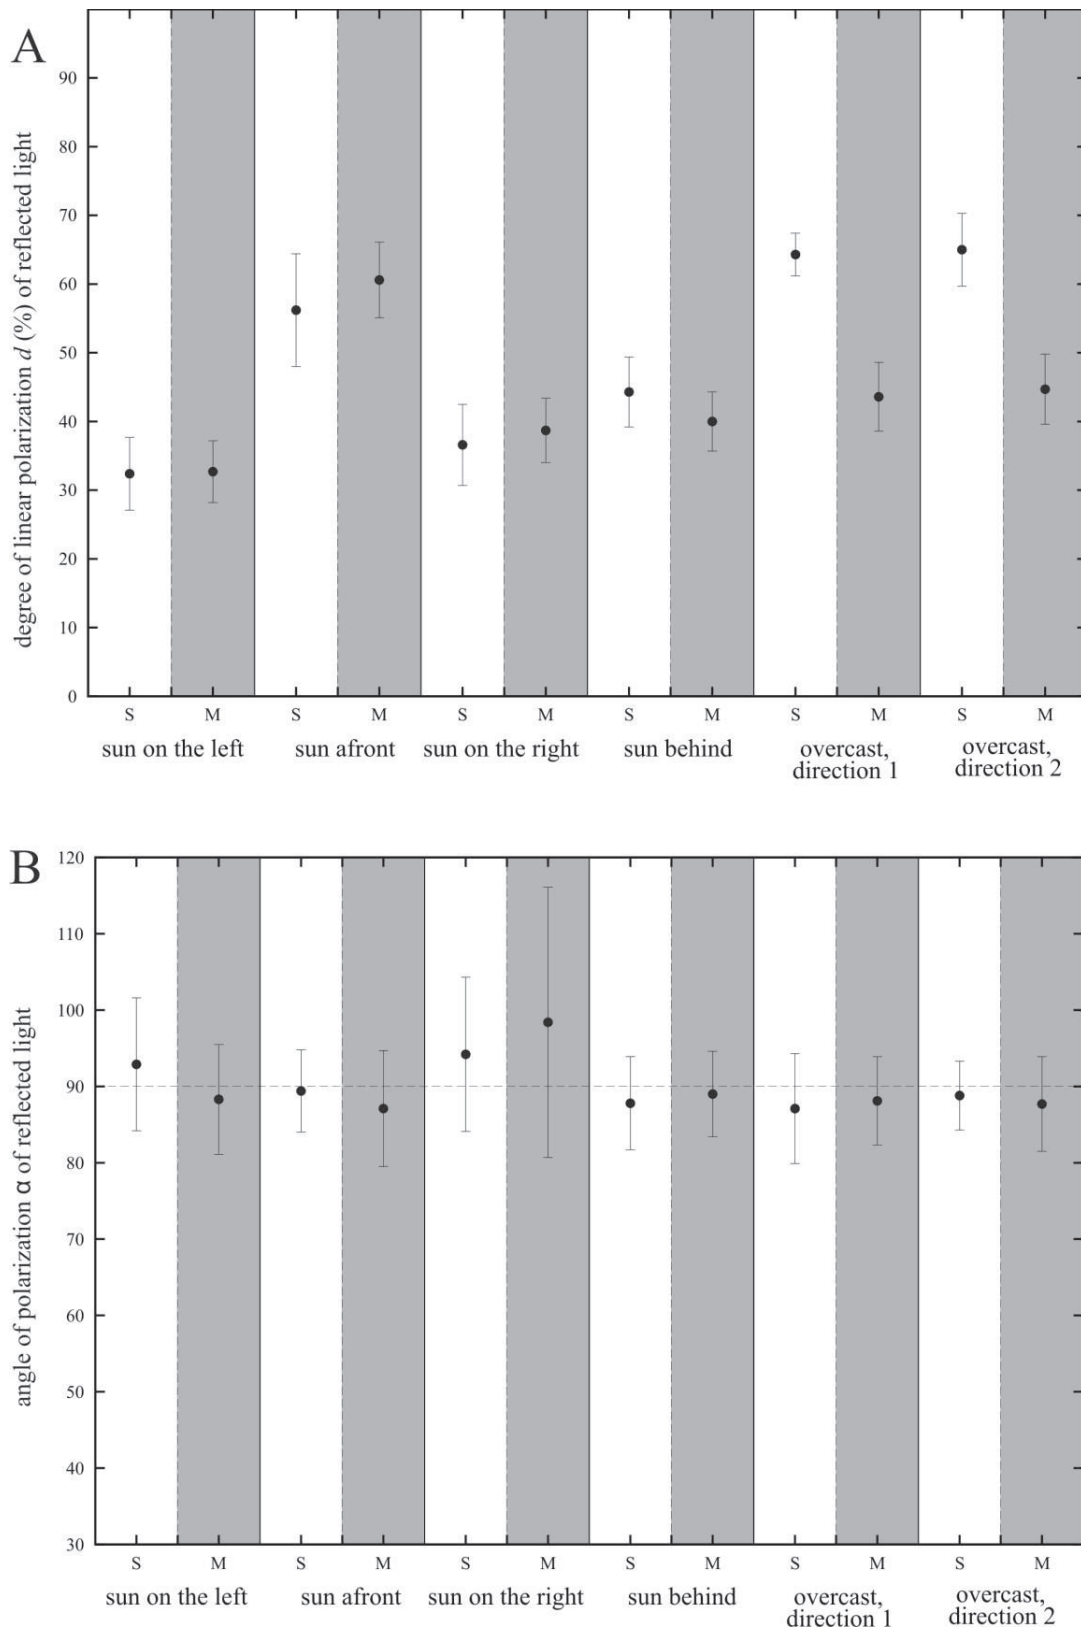 A
degree of linear polarization d (%) of reflected light
90
80
70
60
50
40
30
20
10
0
S M S M S M S M S M S M
sun on the left sun afront sun on the right sun behind overcast, direction 1 overcast, direction 2
B
angle of polarization α of reflected light
120
110
100
90
80
70
60
50
40
30
S M S M S M S M S M S M
sun on the left sun afront sun on the right sun behind overcast, direction 1 overcast, direction 2